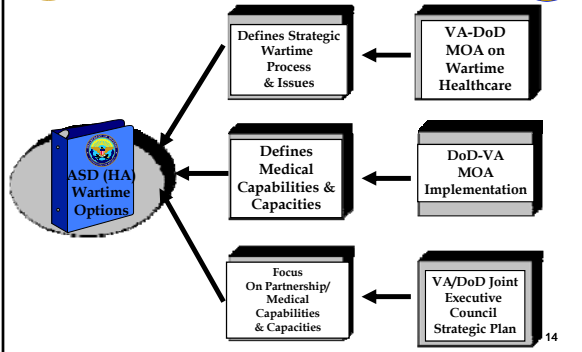 Defines Strategic
Wartime
Process
& Issues
VA-DoD
MOA on
Wartime
Healthcare
ASD (HA)
Wartime
Options
Defines
Medical
Capabilities &
Capacities
DoD-VA
MOA
Implementation
Focus
On Partnership/
Medical
Capabilities
& Capacities
VA/DoD Joint
Executive
Council
Strategic Plan
14